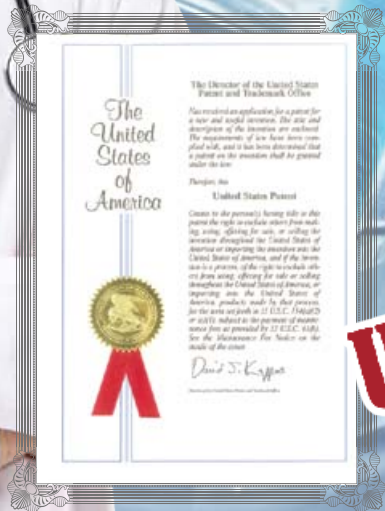 The
United
States
of
America
The Director of the United States
Patent and Trademark Office
Has received an application for a patent for
a new and useful invention. The title and
description of the invention are enclosed.
The requirements of law have been com-
plied with, and it has been determined that
a patent on the invention shall be granted
under the law.
Therefore, this
United States Patent
Grants to the person(s) having title to this
patent the right to exclude others from mak-
ing, using, offering for sale, or selling the
invention throughout the United States of
America or importing the invention into the
United States of America, and if the inven-
tion is a process, of the right to exclude oth-
ers from using, offering for sale or selling
throughout the United States of America, or
importing into the United States of
America, products made by that process,
for the term set forth in 35 U.S.C.
subject to the payment of mainte-
nance fees as provided by 35 U.S.C. 41(b).
See the Maintenance Fee Notice on the
inside of the cover.
David J. Kappos